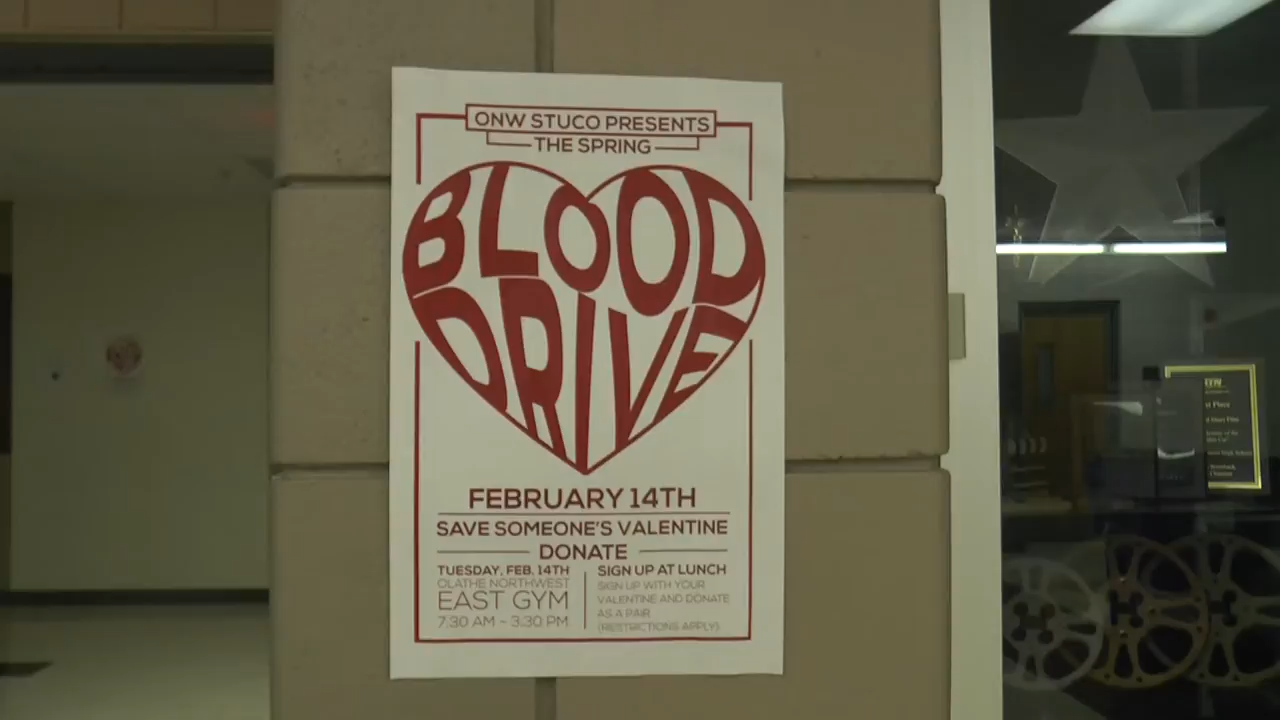 ONW STUCO PRESENTS
THE SPRING
BLOOD
DRIVE
FEBRUARY 14TH
SAVE SOMEONE'S VALENTINE
DONATE
TUESDAY, FEB. 14TH
OLATHE NORTHWEST
EAST GYM
7:30 AM - 3:30 PM
SIGN UP AT LUNCH
SIGN UP WITH YOUR
VALENTINE AND DONATE
AS A PAIR
(RESTRICTIONS APPLY)